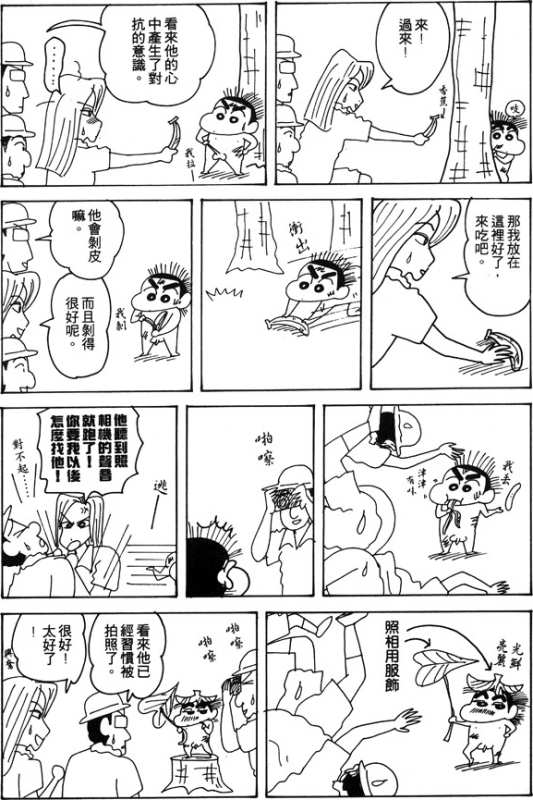 來！
過來！
香蕉
吱
看來他的心
中產生了對
抗的意識。
………
我拉
那我放在
這裡好了，
來吃吧。
衝出
他會剝皮
嘛。
而且剝得
很好呢。
我剝
我丟
津津
有味
啪嚓
他聽到照
相機的聲音
就跑了！
你要我以後
怎麼找他！
對不起……
逃
照相用服飾
光鮮
亮麗
啪嚓
啪嚓
看來他已
經習慣被
拍照了。
很好！
太好了
！
興奮